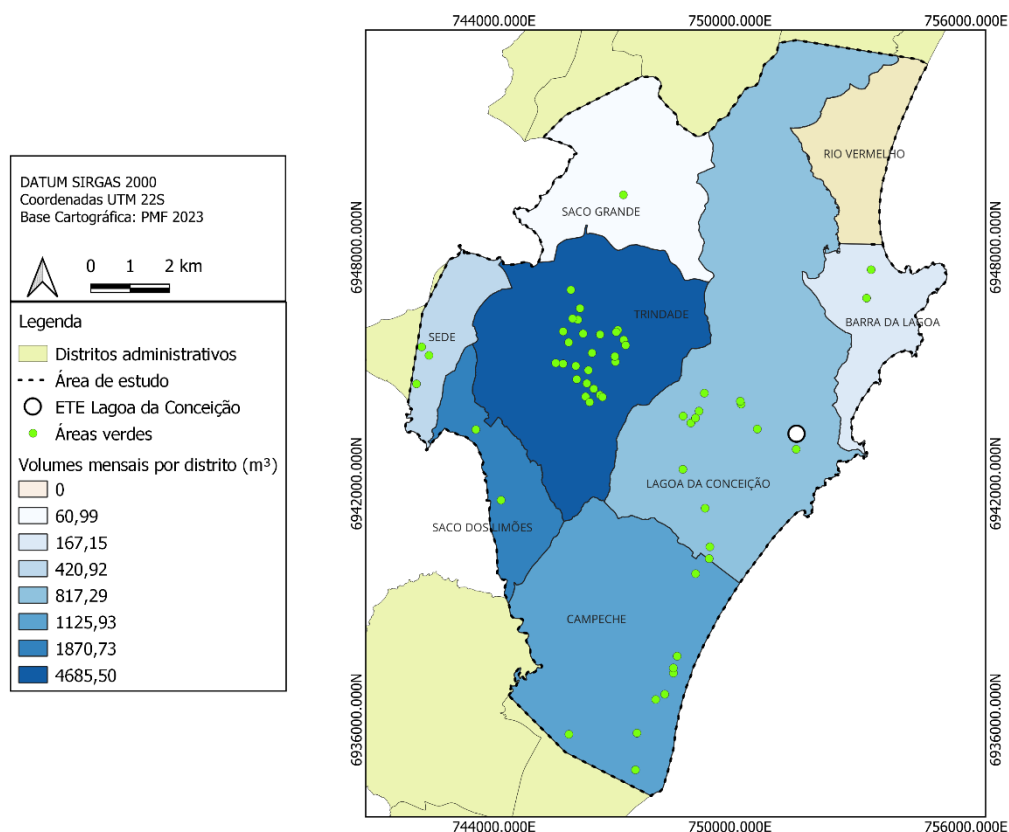 744000.000E 750000.000E 756000.000E
DATUM SIRGAS 2000
Coordenadas UTM 22S
Base Cartográfica: PMF 2023
0 1 2 km
Legenda
Distritos administrativos
Área de estudo
ETE Lagoa da Conceição
Áreas verdes
Volumes mensais por distrito (m³)
0
60,99
167,15
420,92
817,29
1125,93
1870,73
4685,50
6948000.000N
6942000.000N
6936000.000N
RIO VERMELHO
SACO GRANDE
TRINDADE
BARRA DA LAGOA
SEDE
LAGOA DA CONCEIÇÃO
SACO DOS LIMÕES
CAMPECHE
6948000.000N
6942000.000N
6936000.000N
744000.000E 750000.000E 756000.000E